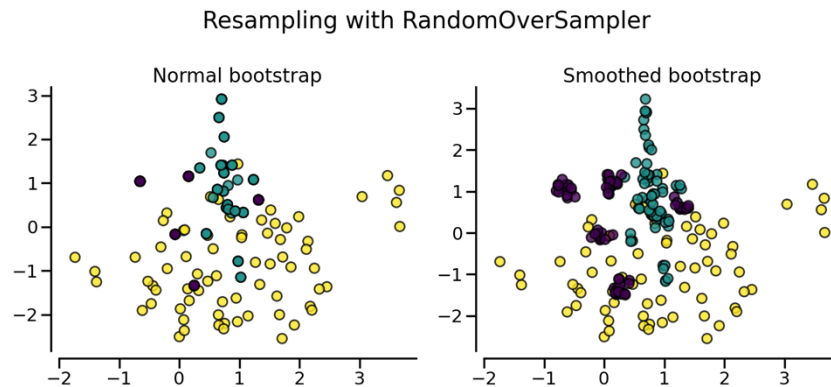 Resampling with RandomOverSampler
Normal bootstrap
Smoothed bootstrap
3
2
1
0
−1
−2
−2 −1 0 1 2 3
3
2
1
0
−1
−2
−2 −1 0 1 2 3